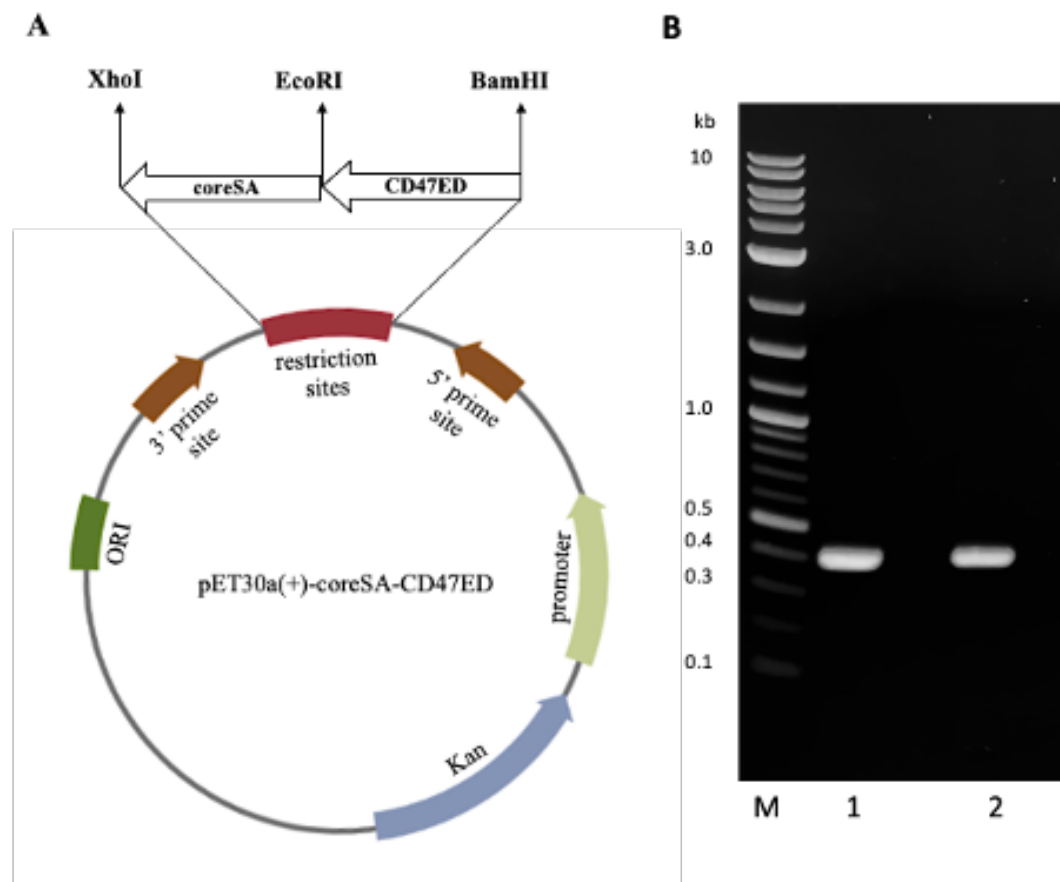 A
XhoI
EcoRI
BamHI
coreSA
CD47ED
restriction
sites
3' prime
site
5' prime
site
ORI
pET30a(+)-coreSA-CD47ED
promoter
Kan
B
kb
10
3.0
1.0
0.5
0.4
0.3
0.1
M
1
2